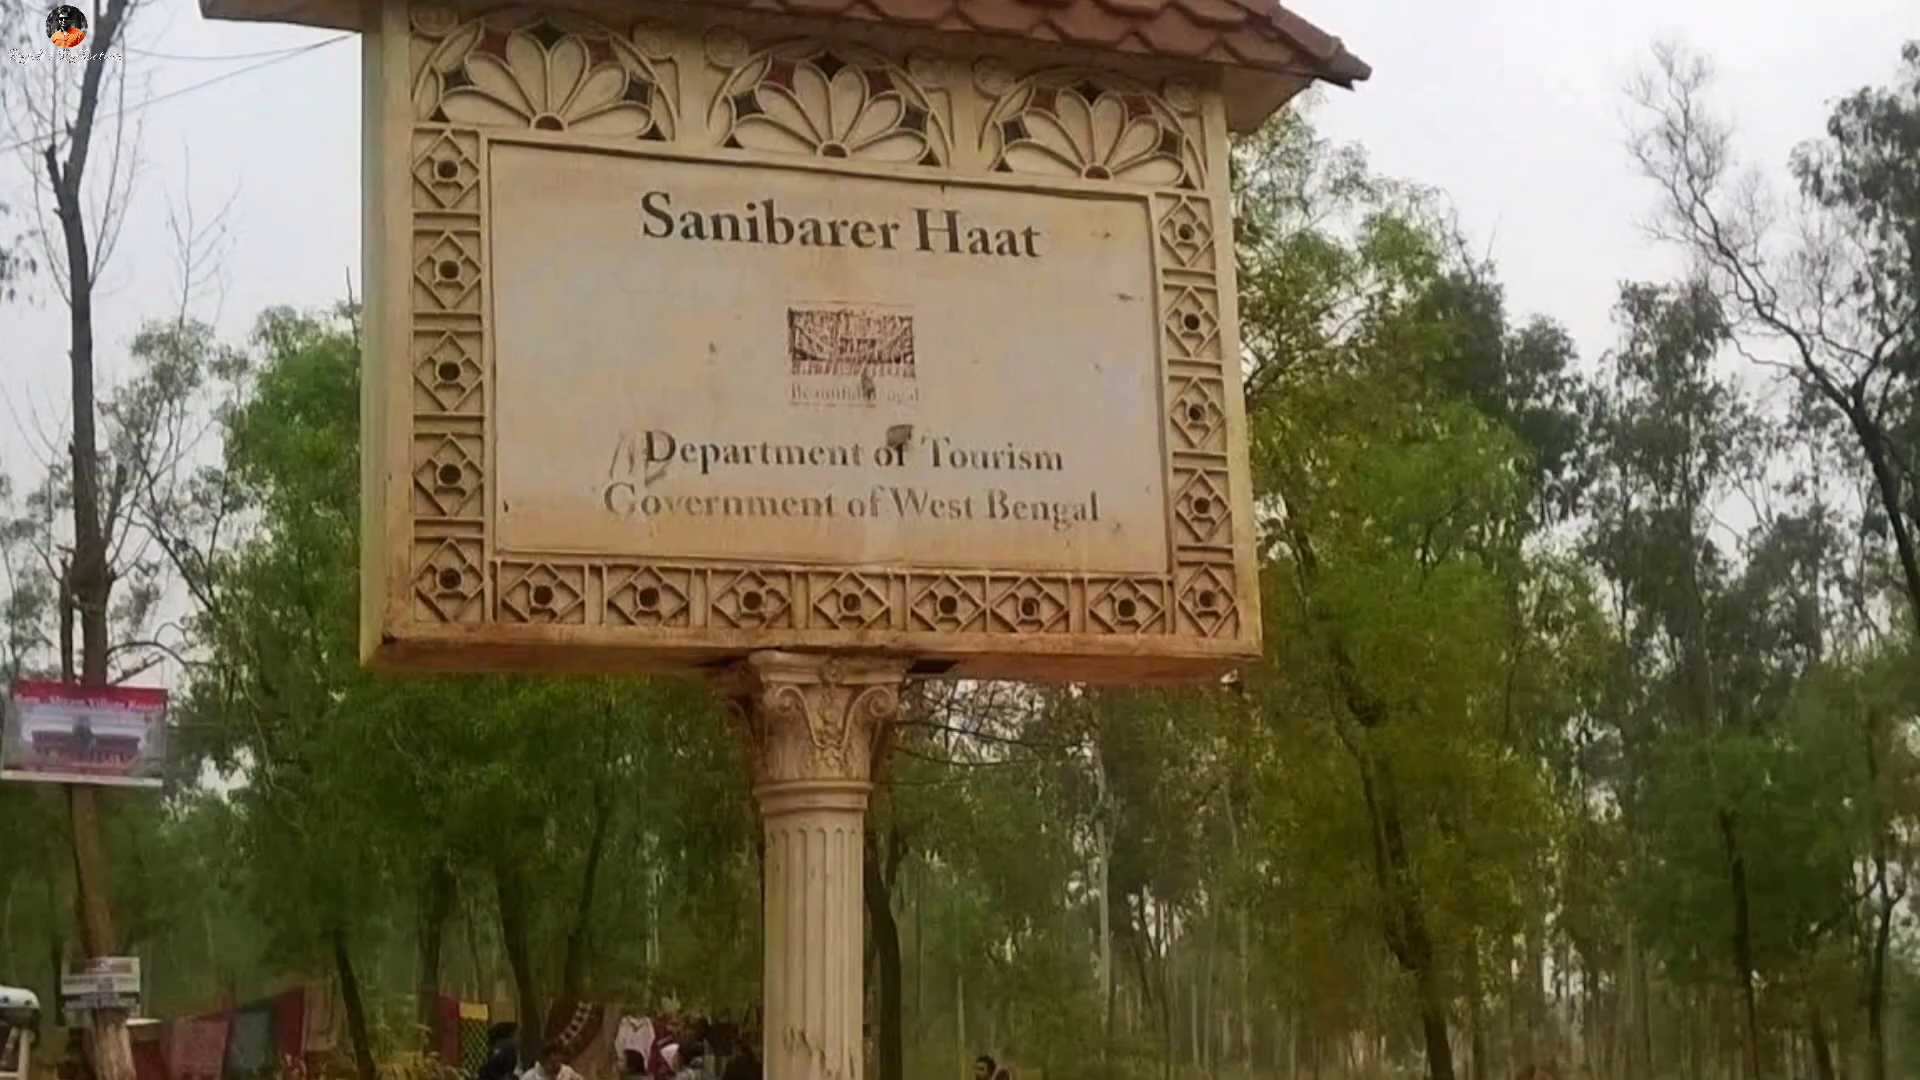 Sanibarer Haat
Beautiful Bengal
Department of Tourism
Government of West Bengal